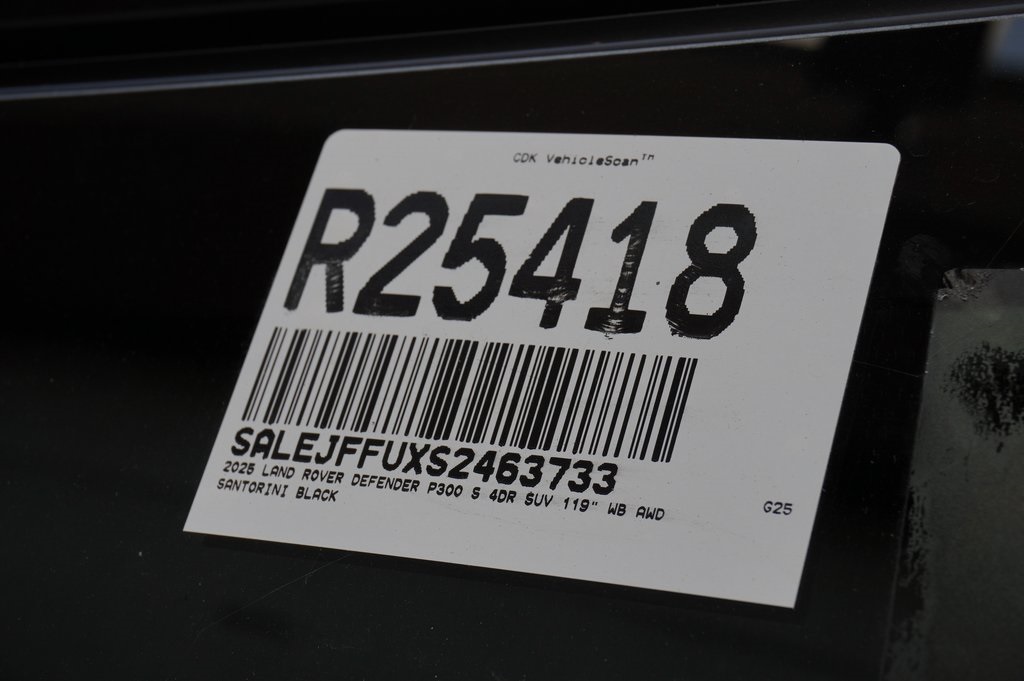 CDK VehicleScan™
R25418
SALEJFFUXS2463733
2025 LAND ROVER DEFENDER P300 S 4DR SUV 119" WB AWD
SANTORINI BLACK
G25